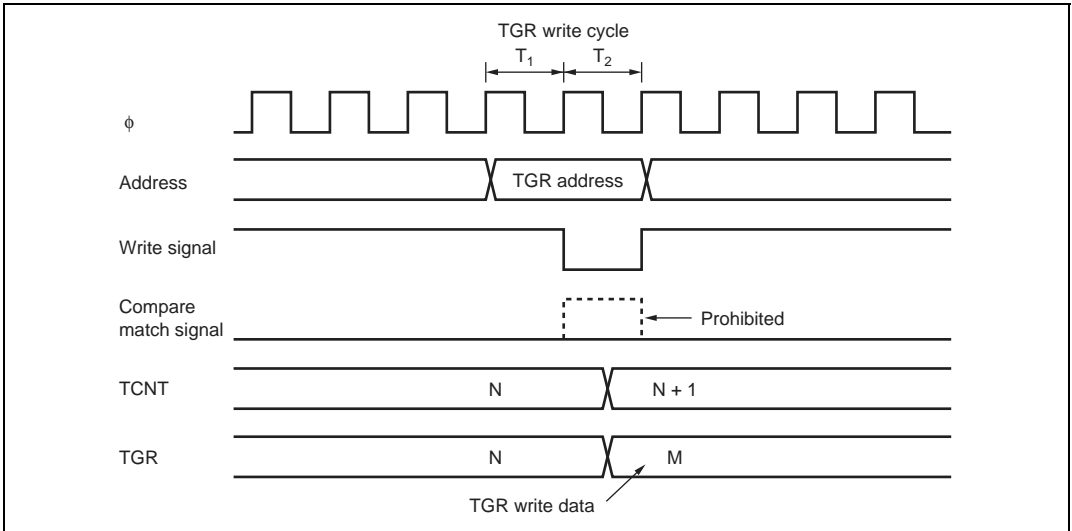 TGR write cycle
T1 T2
ϕ
Address TGR address
Write signal
Compare
match signal
Prohibited
TCNT N N + 1
TGR N M
TGR write data